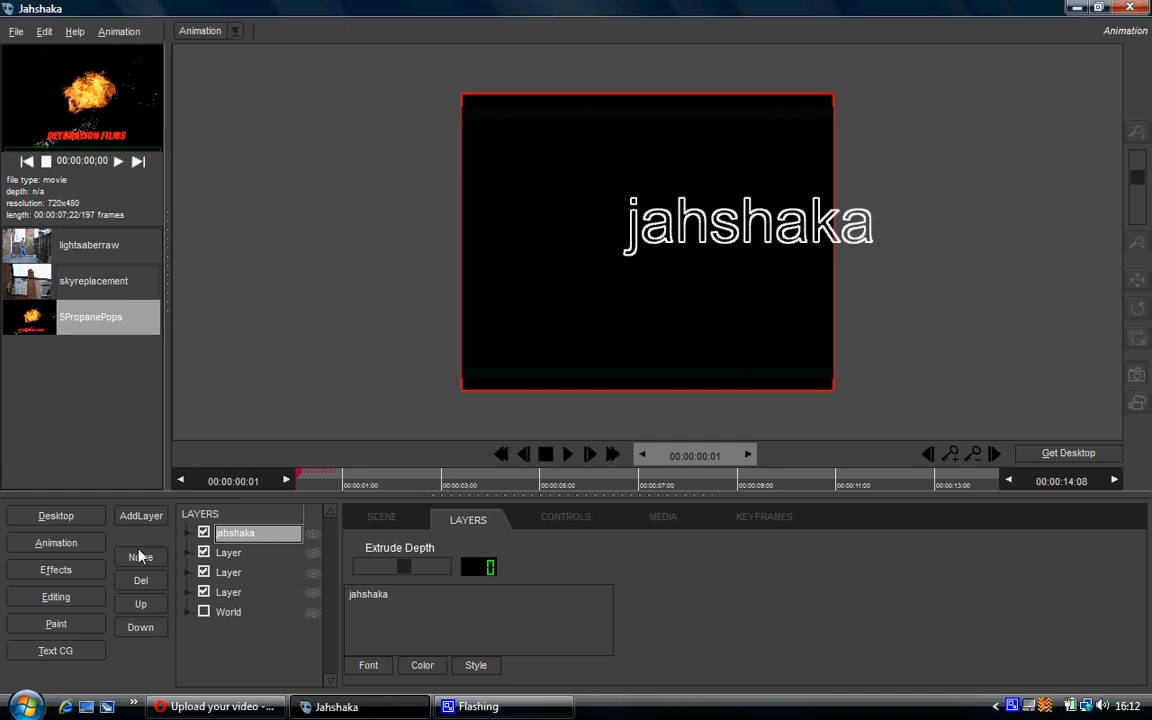 Jahshaka
File Edit Help Animation
Animation
Animation
DETONATION FILMS
00:00:00;00
file type: movie
depth: n/a
resolution: 720x480
length: 00:00:07;22/197 frames
lightsaberraw
skyreplacement
5PropanePops
jahshaka
00:00:00:01
Get Desktop
00:00:00:01
00:00:01:00 00:00:03:00 00:00:05:00 00:00:07:00 00:00:09:00 00:00:11:00 00:00:13:00
00:00:14:08
Desktop
Animation
Effects
Editing
Paint
Text CG
AddLayer
Name
Del
Up
Down
LAYERS
jahshaka
Layer
Layer
Layer
World
SCENE LAYERS CONTROLS MEDIA KEYFRAMES
Extrude Depth
0
jahshaka
Font Color Style
Upload your video - ...
Jahshaka
Flashing
16:12